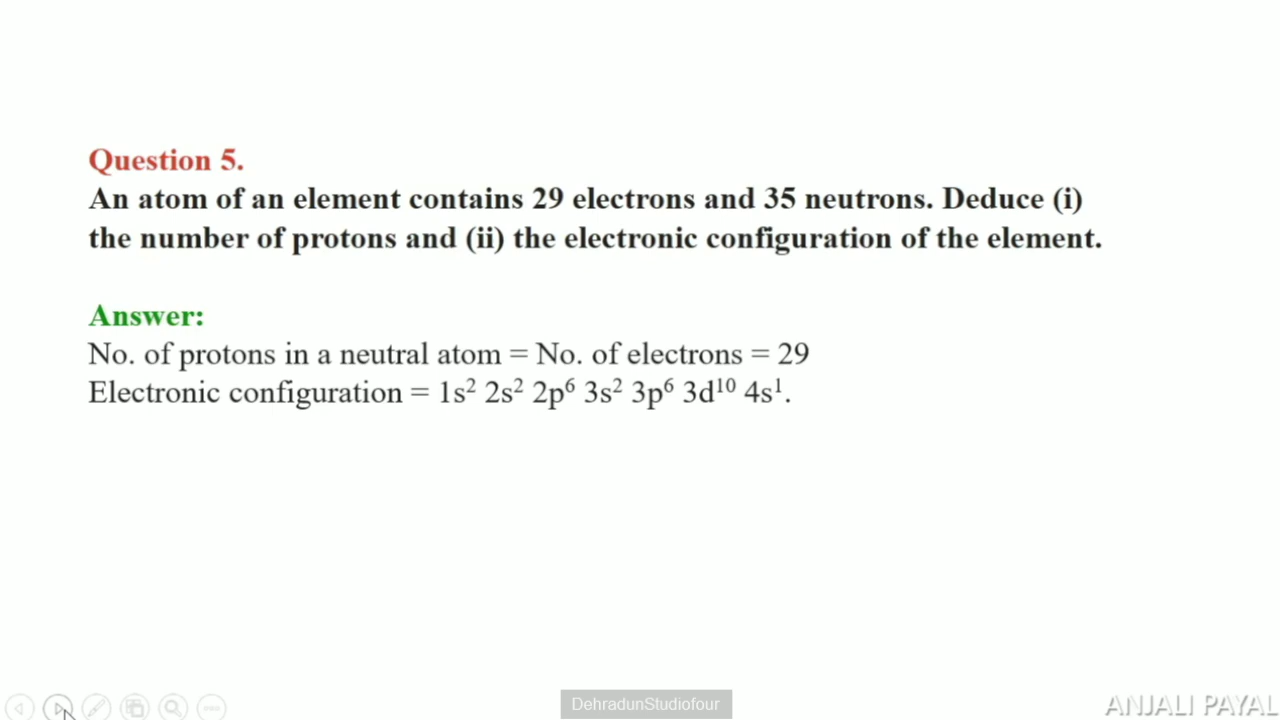 Question 5.
An atom of an element contains 29 electrons and 35 neutrons. Deduce (i)
the number of protons and (ii) the electronic configuration of the element.
Answer:
No. of protons in a neutral atom = No. of electrons = 29
Electronic configuration = 1s² 2s² 2p⁶ 3s² 3p⁶ 3d¹⁰ 4s¹.
DehradunStudiofour
ANJALI PAYAL